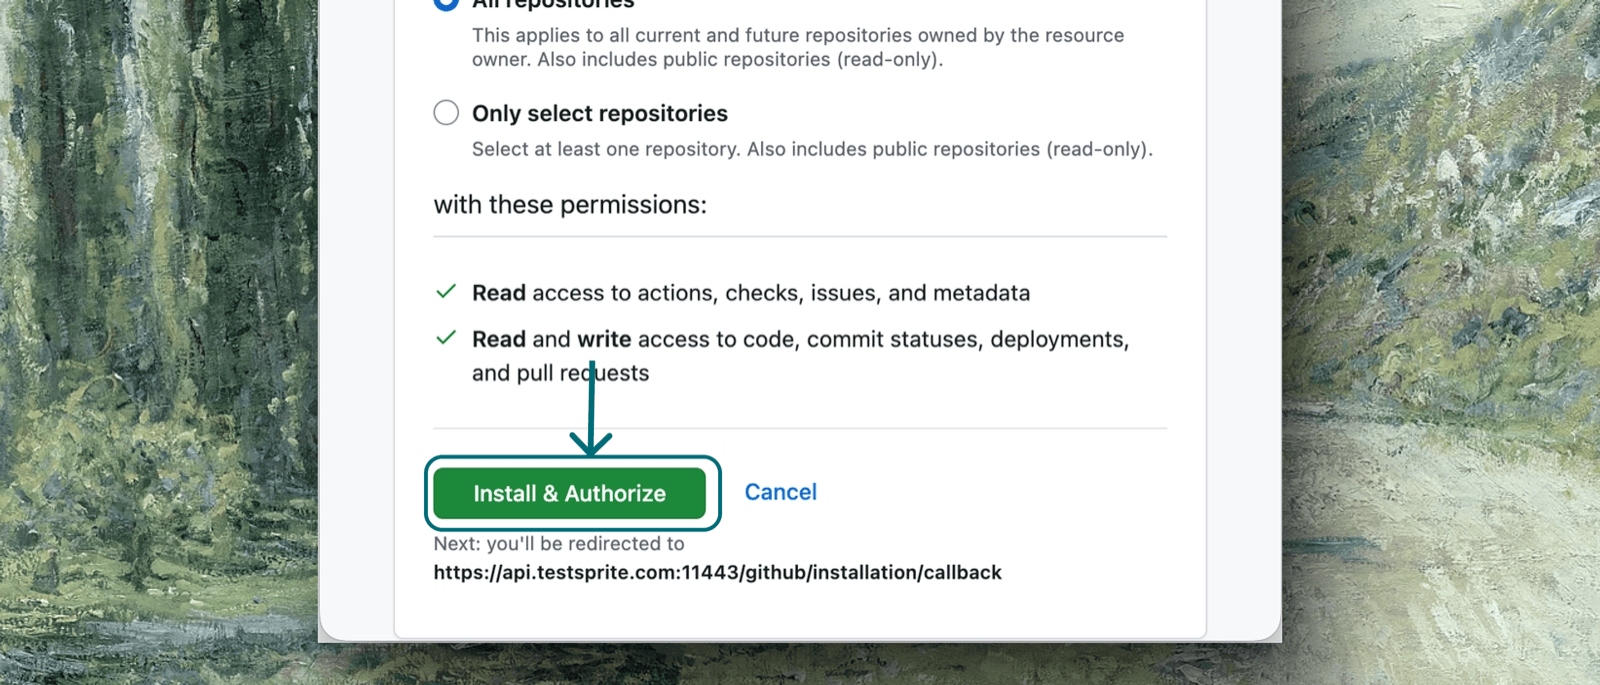 All repositories
This applies to all current and future repositories owned by the resource
owner. Also includes public repositories (read-only).
Only select repositories
Select at least one repository. Also includes public repositories (read-only).
with these permissions:
Read access to actions, checks, issues, and metadata
Read and write access to code, commit statuses, deployments,
and pull requests
Install & Authorize
Cancel
Next: you'll be redirected to
https://api.testsprite.com:11443/github/installation/callback